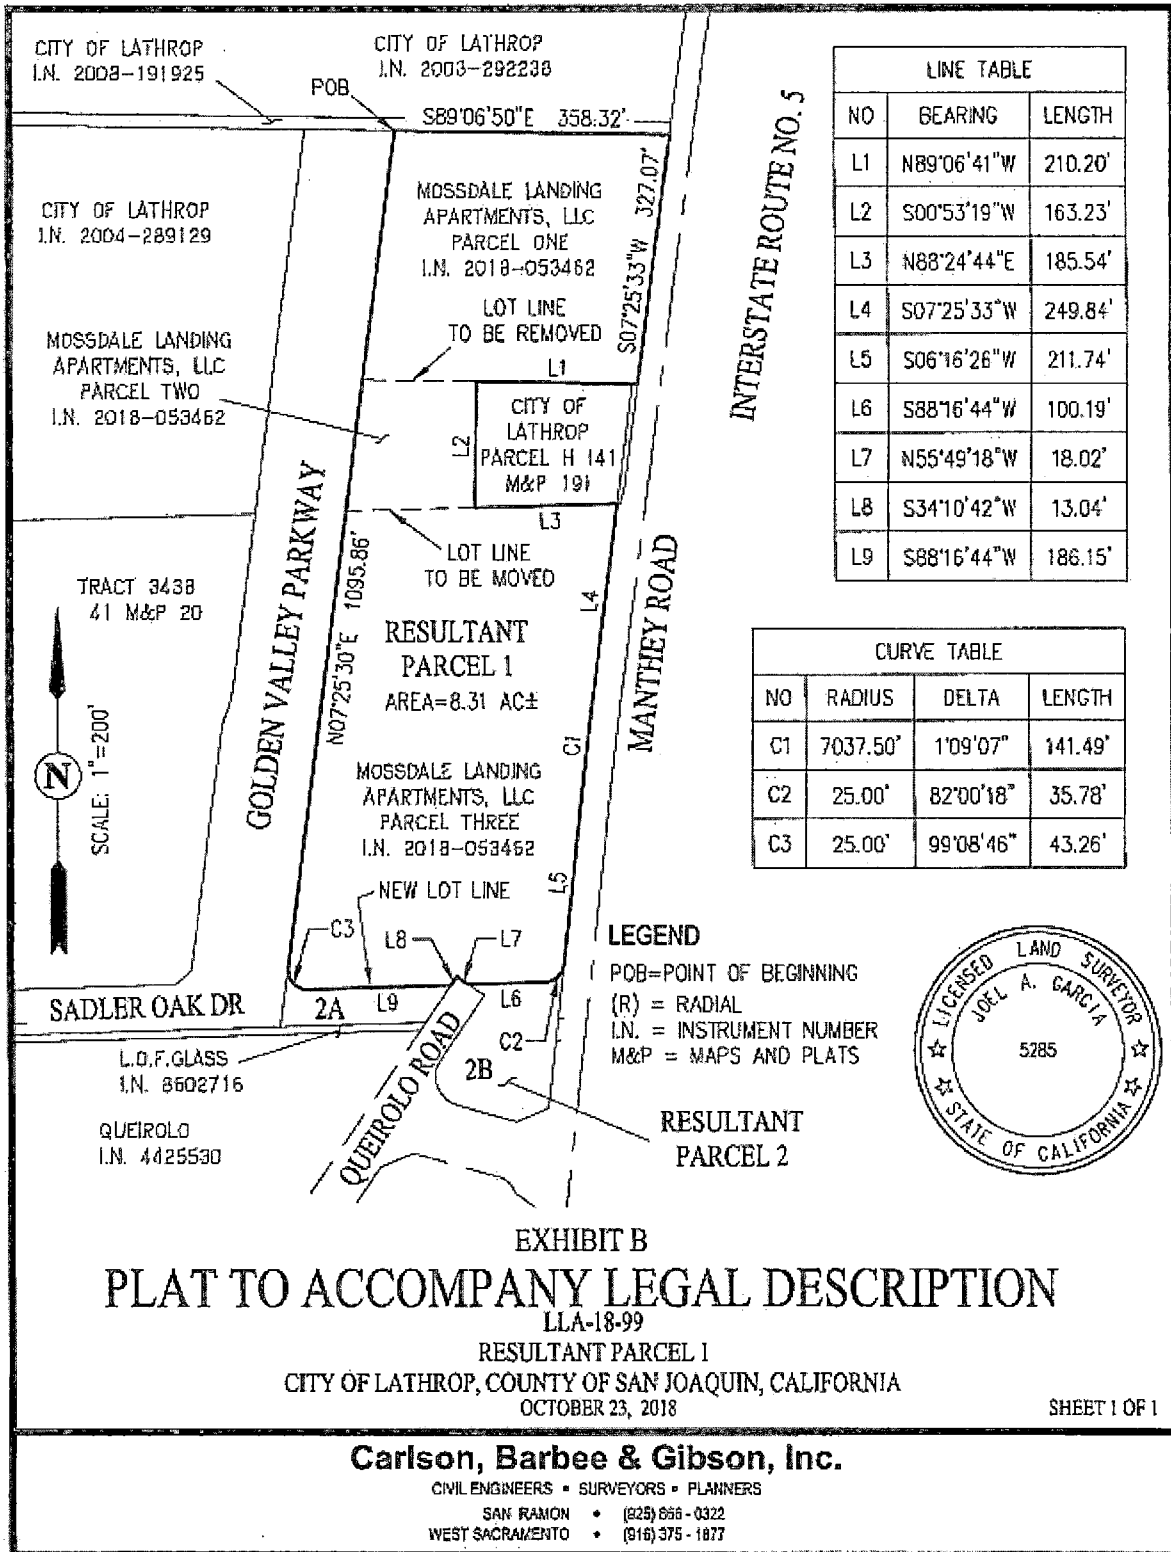 CITY OF LATHROP
I.N. 2003-191925
CITY OF LATHROP
I.N. 2003-292238
POB
S89°06'50"E 358.32'
CITY OF LATHROP
I.N. 2004-289129
MOSSDALE LANDING
APARTMENTS, LLC
PARCEL ONE
I.N. 2018-053462
S07°25'33"W 327.07'
INTERSTATE ROUTE NO. 5
LOT LINE
TO BE REMOVED
MOSSDALE LANDING
APARTMENTS, LLC
PARCEL TWO
I.N. 2018-053462
L1
L2
CITY OF
LATHROP
PARCEL H 141
M&P 191
L3
LOT LINE
TO BE MOVED
TRACT 3438
41 M&P 20
GOLDEN VALLEY PARKWAY
N07°25'30"E 1095.86'
RESULTANT
PARCEL 1
AREA=8.31 AC±
L4
MANTHEY ROAD
C1
N
SCALE: 1"=200'
MOSSDALE LANDING
APARTMENTS, LLC
PARCEL THREE
I.N. 2018-053462
NEW LOT LINE
L5
C3
L8
L7
SADLER OAK DR
2A
L9
L6
C2
2B
QUEIROLO ROAD
L.O.F.GLASS
I.N. 8602716
QUEIROLO
I.N. 4425530
RESULTANT
PARCEL 2
LINE TABLE
NO BEARING LENGTH
L1 N89°06'41"W 210.20'
L2 S00°53'19"W 163.23'
L3 N88°24'44"E 185.54'
L4 S07°25'33"W 249.84'
L5 S06°16'26"W 211.74'
L6 S88°16'44"W 100.19'
L7 N55°49'18"W 18.02'
L8 S34°10'42"W 13.04'
L9 S88°16'44"W 186.15'
CURVE TABLE
NO RADIUS DELTA LENGTH
C1 7037.50' 1°09'07" 141.49'
C2 25.00' 82°00'18" 35.78'
C3 25.00' 99°08'46" 43.26'
LEGEND
POB=POINT OF BEGINNING
(R) = RADIAL
I.N. = INSTRUMENT NUMBER
M&P = MAPS AND PLATS
LICENSED LAND SURVEYOR
JOEL A. GARCIA
5285
STATE OF CALIFORNIA
EXHIBIT B
PLAT TO ACCOMPANY LEGAL DESCRIPTION
LLA-18-99
RESULTANT PARCEL 1
CITY OF LATHROP, COUNTY OF SAN JOAQUIN, CALIFORNIA
OCTOBER 23, 2018
SHEET 1 OF 1
Carlson, Barbee & Gibson, Inc.
CIVIL ENGINEERS • SURVEYORS • PLANNERS
SAN RAMON • (925) 866-0322
WEST SACRAMENTO • (916) 375-1877